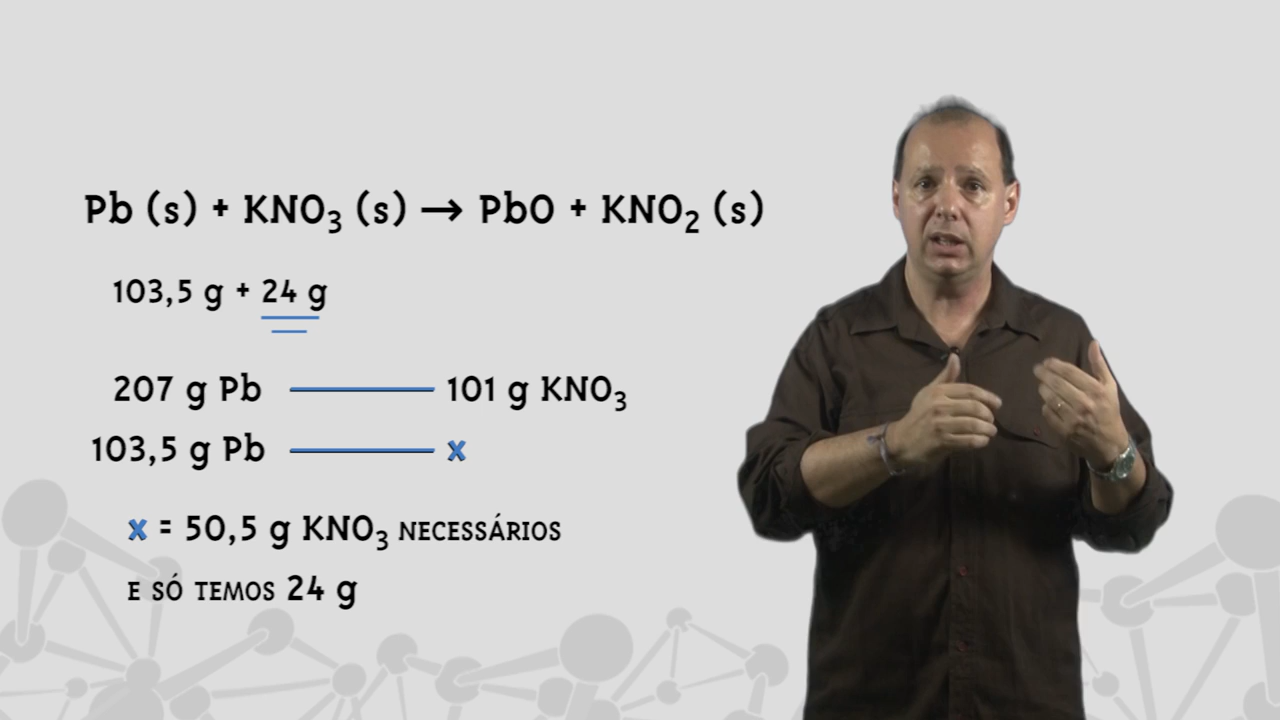 Pb (s) + KNO₃ (s) → PbO + KNO₂ (s)
103,5 g + 24 g
207 g Pb —— 101 g KNO₃
103,5 g Pb —— x
x = 50,5 g KNO₃ NECESSÁRIOS
E SÓ TEMOS 24 g